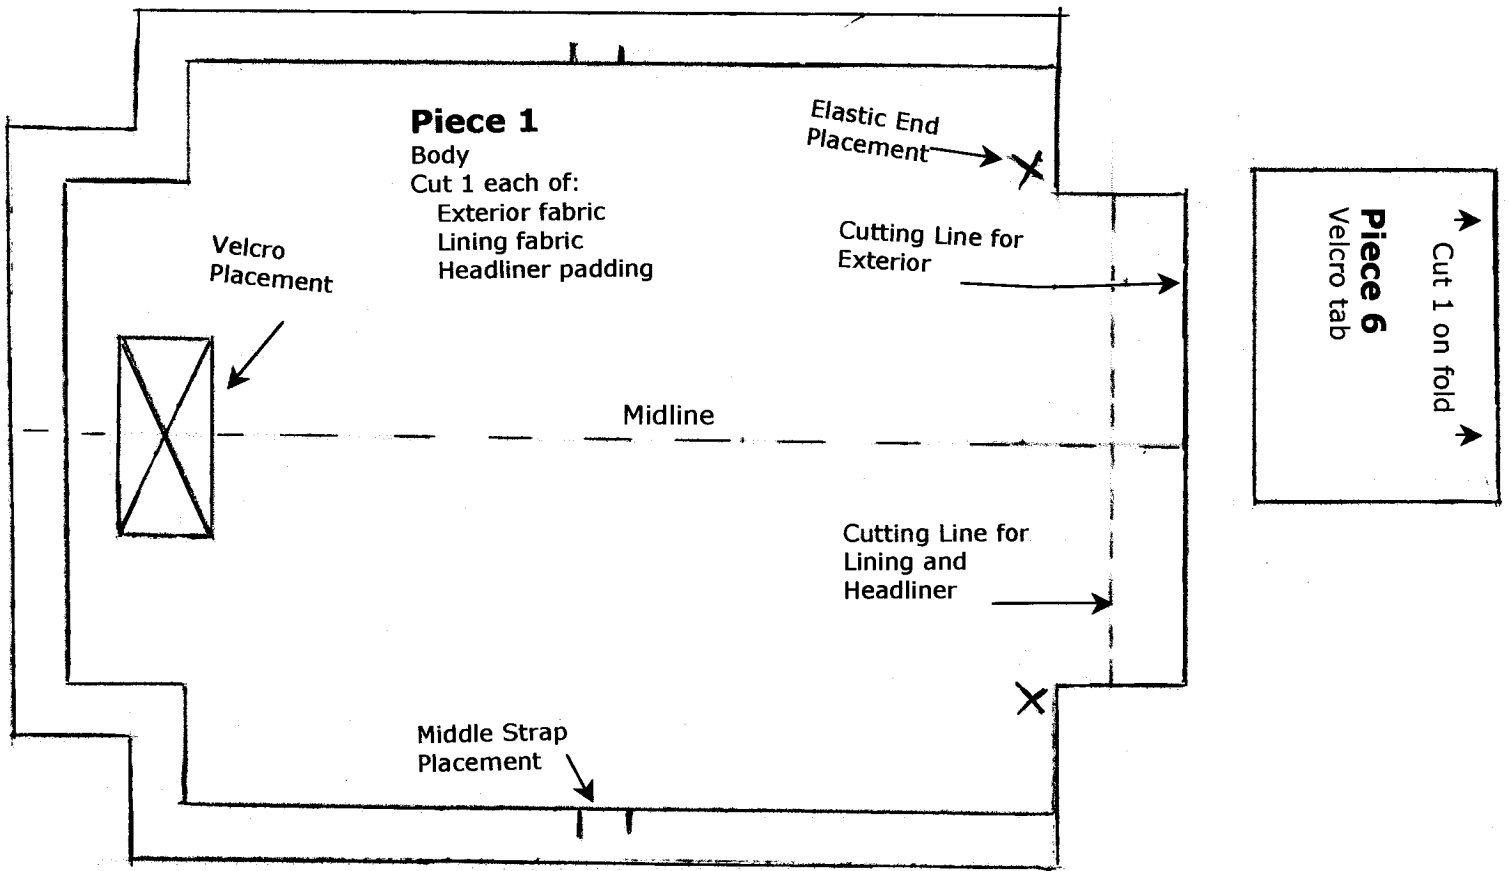 Piece 1
Body
Cut 1 each of:
Exterior fabric
Lining fabric
Headliner padding
Elastic End
Placement
Velcro
Placement
Cutting Line for
Exterior
Midline
Cutting Line for
Lining and
Headliner
Middle Strap
Placement
Cut 1 on fold
Piece 6
Velcro tab